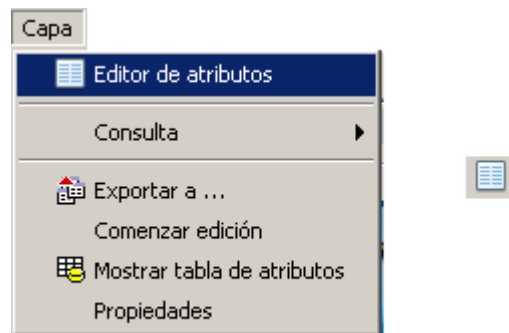 Capa
Editor de atributos
Consulta
Exportar a ...
Comenzar edición
Mostrar tabla de atributos
Propiedades